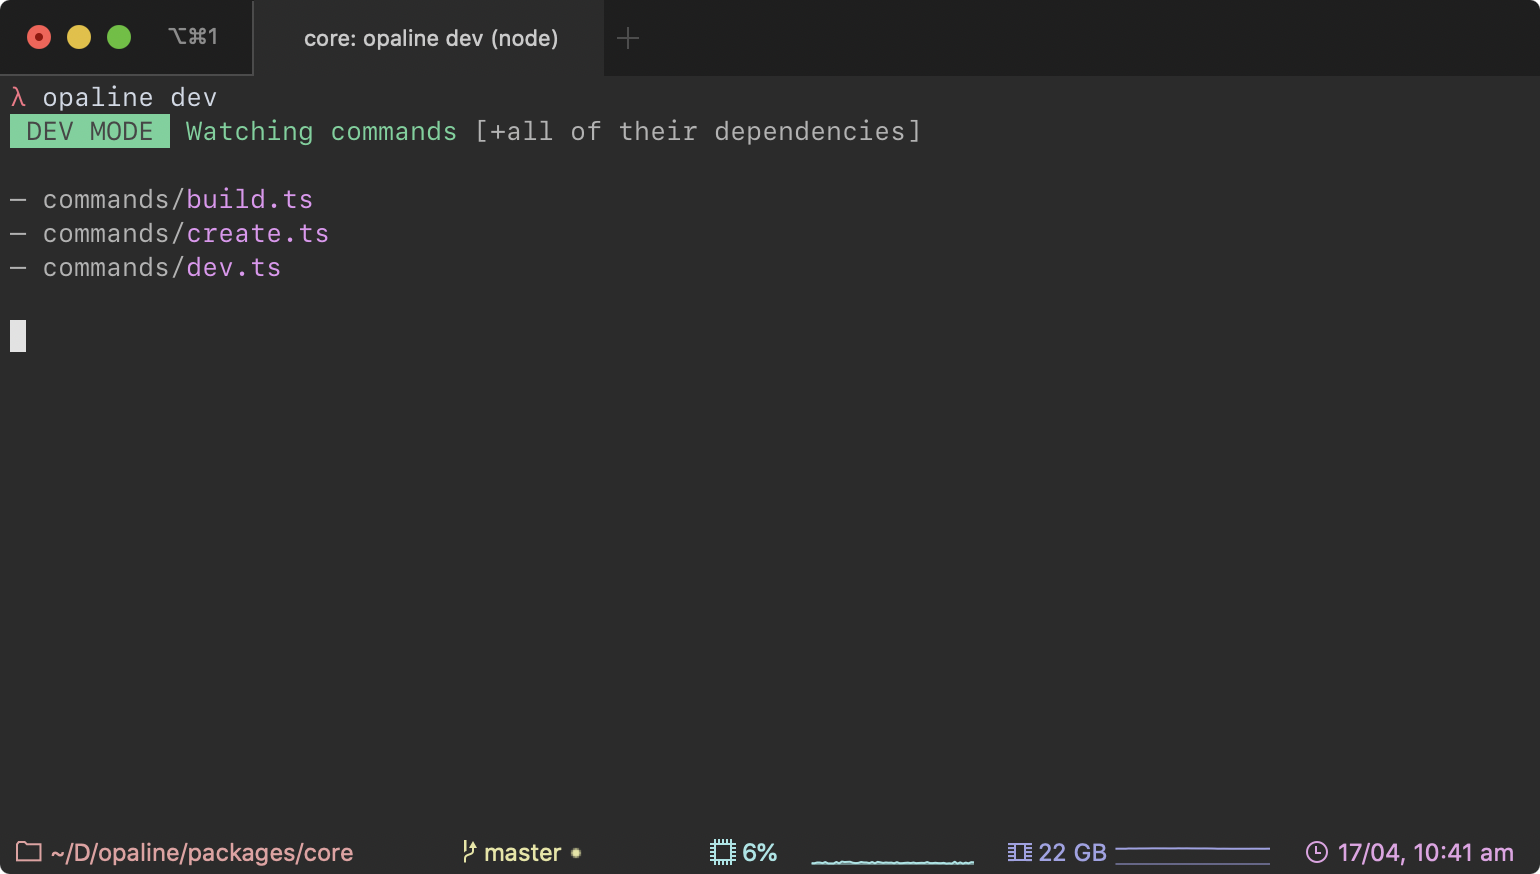 ⌥⌘1
core: opaline dev (node)
λ opaline dev
DEV MODE Watching commands [+all of their dependencies]
— commands/build.ts
— commands/create.ts
— commands/dev.ts
~/D/opaline/packages/core
master
6%
22 GB
17/04, 10:41 am